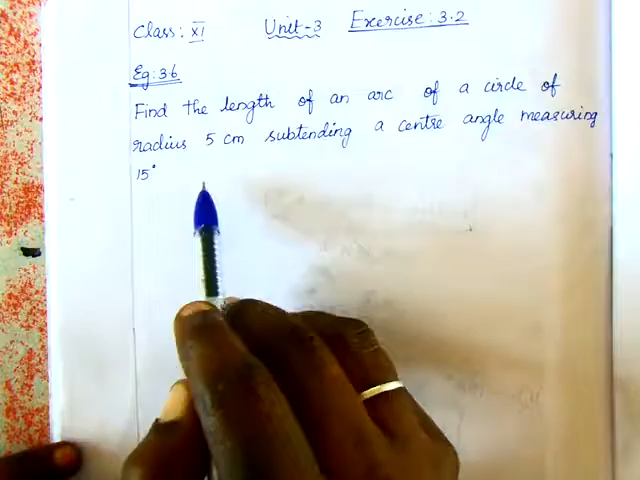 Class: XI Unit-3 Exercise: 3.2
Eg: 3.6
Find the length of an arc of a circle of
radius 5 cm subtending a centre angle measuring
15°